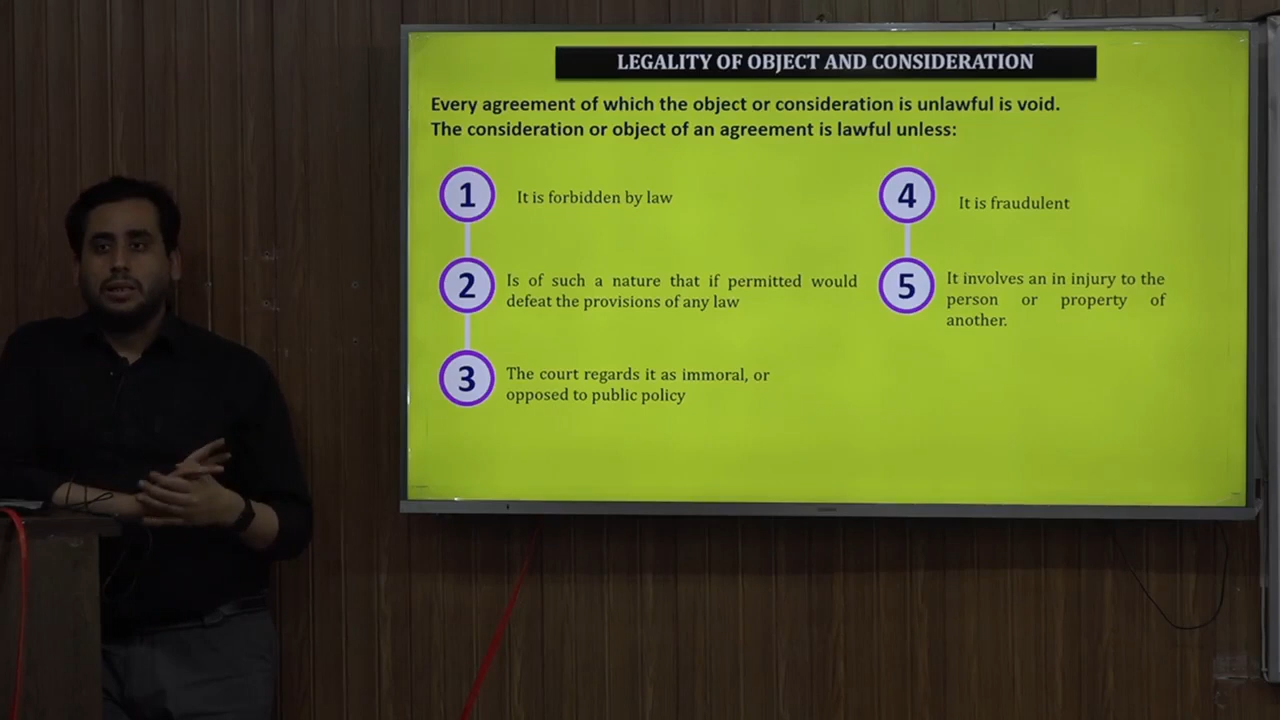 LEGALITY OF OBJECT AND CONSIDERATION
Every agreement of which the object or consideration is unlawful is void.
The consideration or object of an agreement is lawful unless:
1 It is forbidden by law
2 Is of such a nature that if permitted would
defeat the provisions of any law
3 The court regards it as immoral, or
opposed to public policy
4 It is fraudulent
5 It involves an in injury to the
person or property of
another.